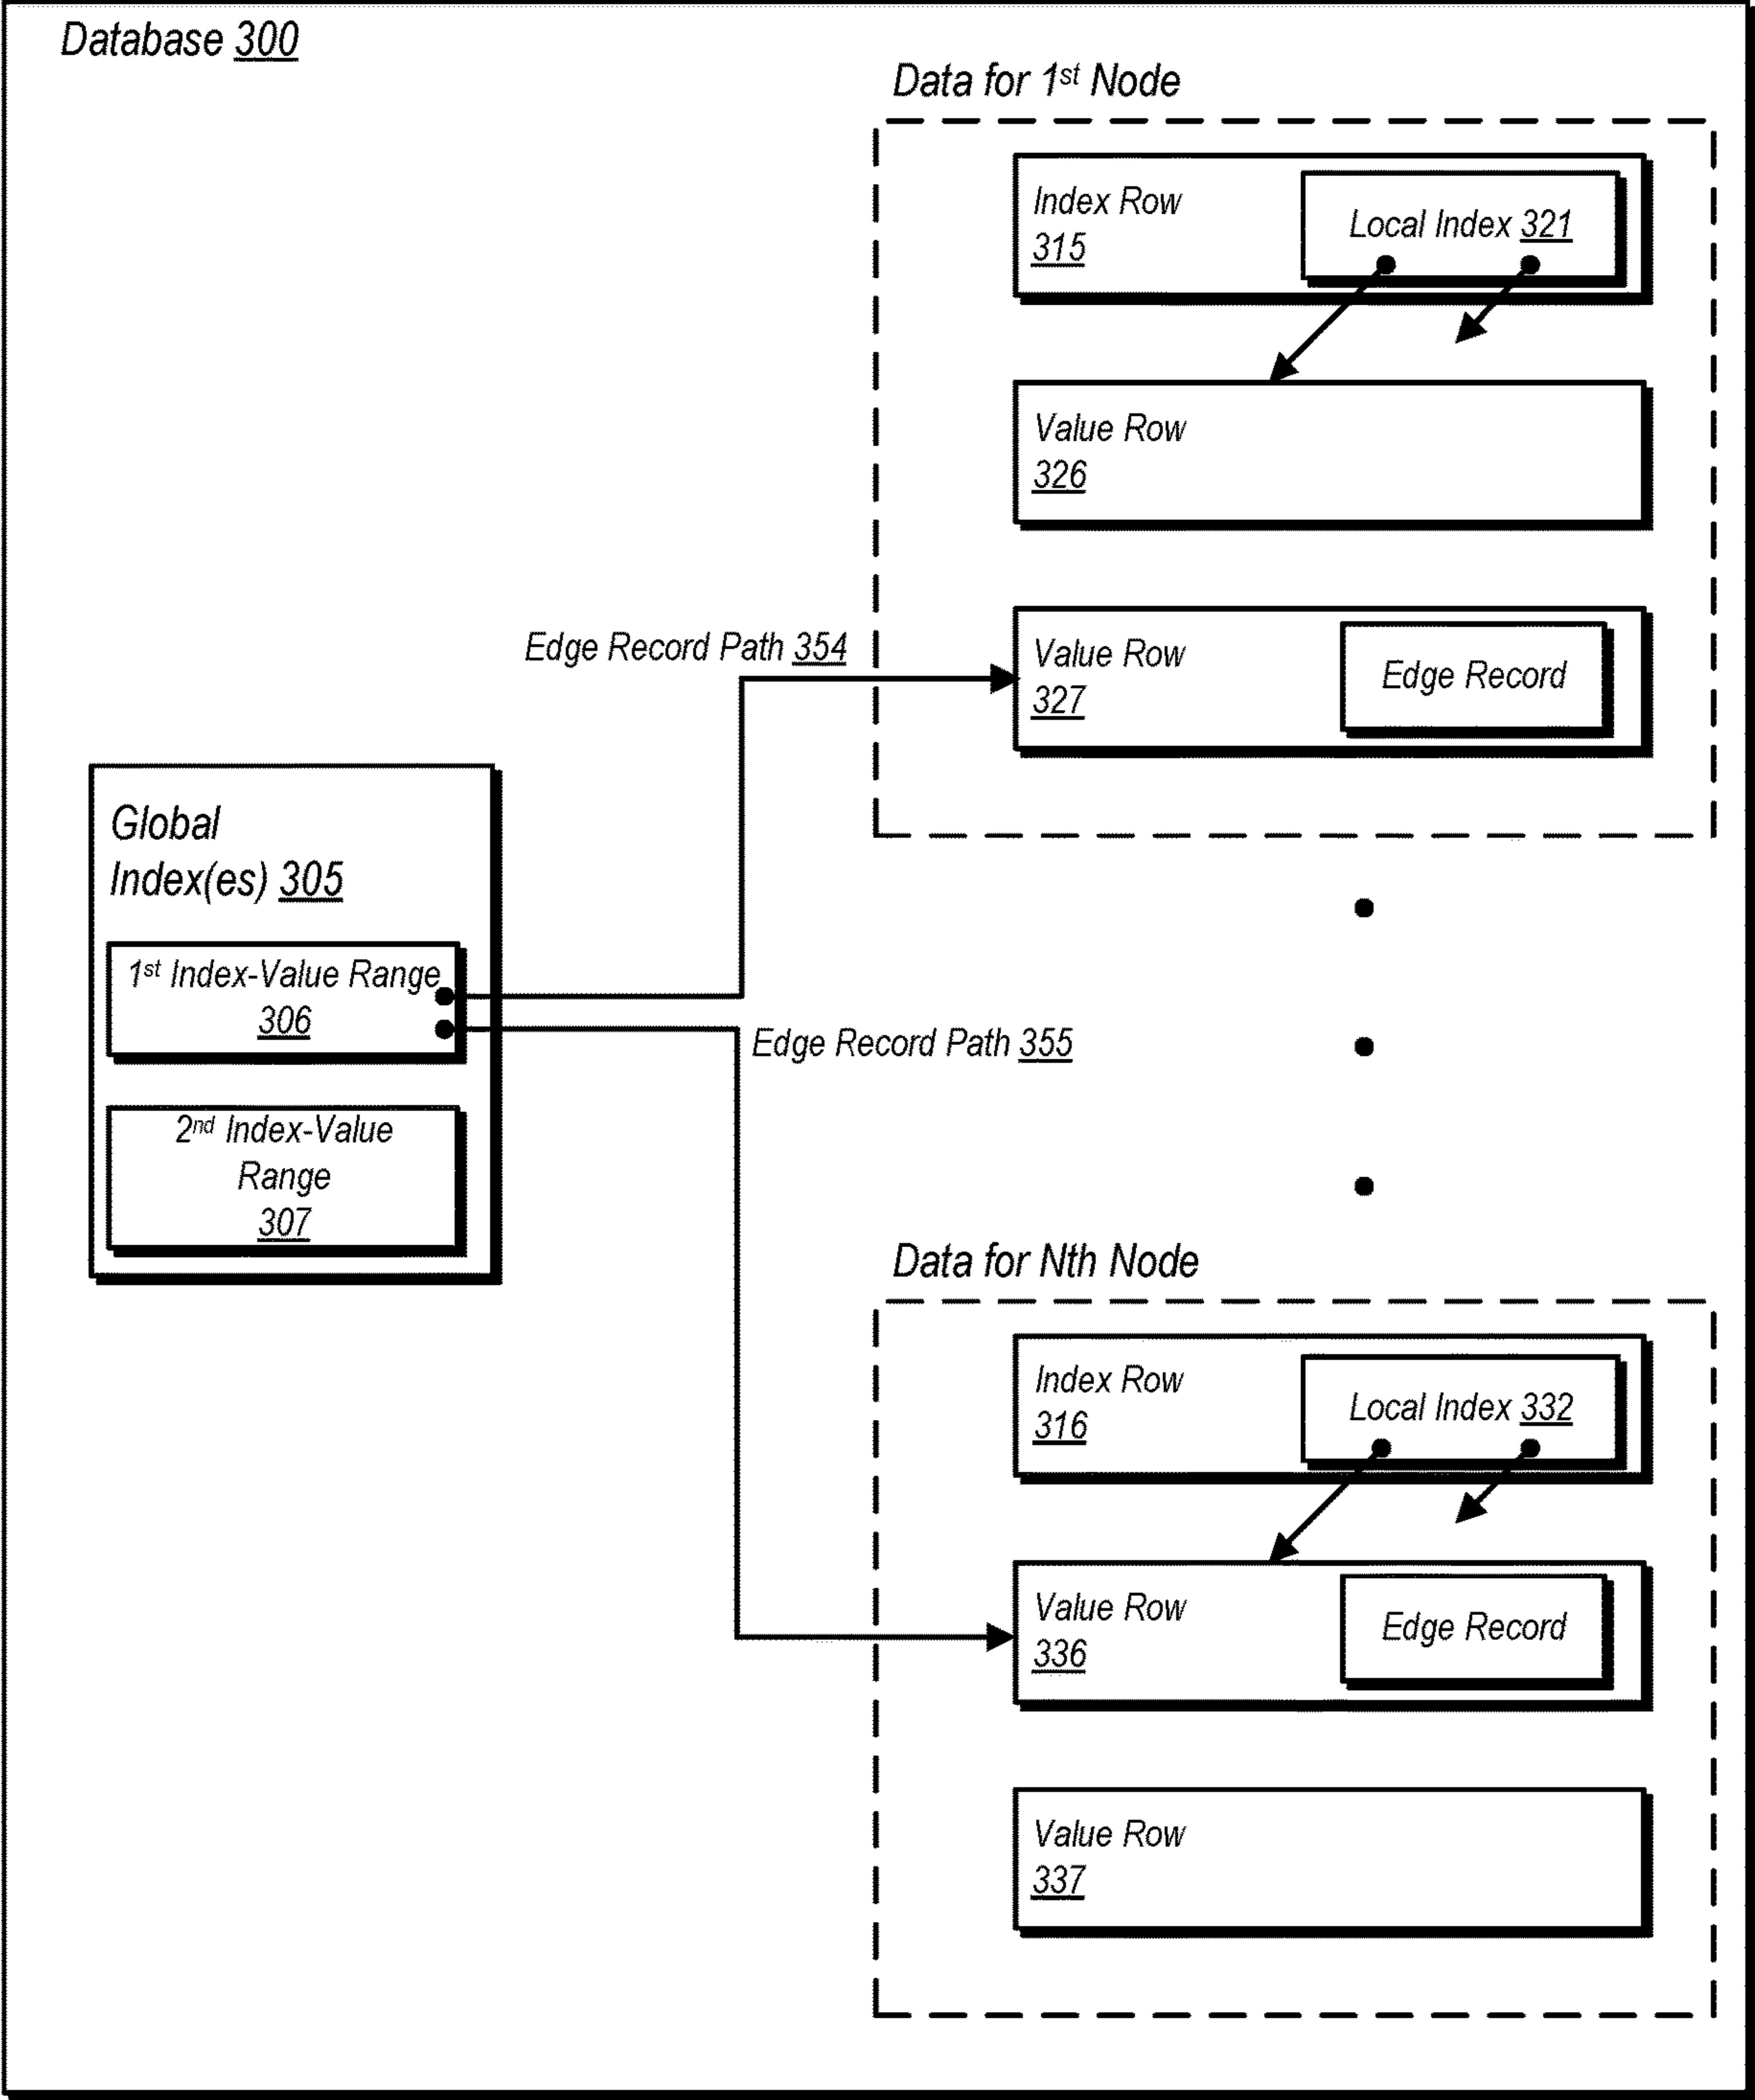 Database 300
Data for 1st Node
Index Row
315
Local Index 321
Value Row
326
Edge Record Path 354
Value Row
327
Edge Record
Global
Index(es) 305
1st Index-Value Range
306
Edge Record Path 355
2nd Index-Value
Range
307
Data for Nth Node
Index Row
316
Local Index 332
Value Row
336
Edge Record
Value Row
337